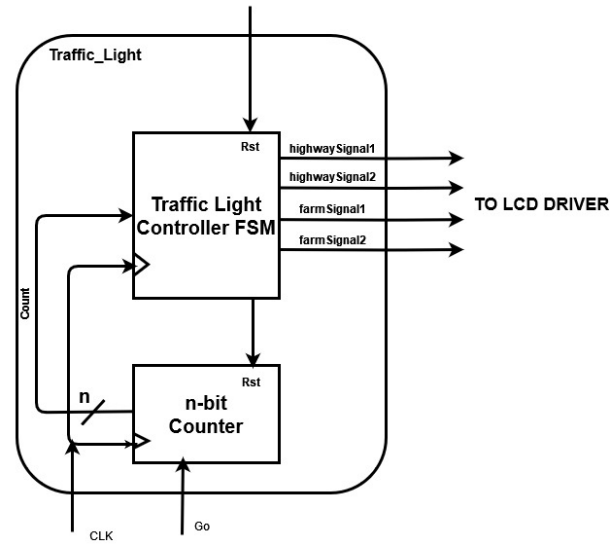 Traffic_Light
Rst
highwaySignal1
highwaySignal2
farmSignal1
farmSignal2
TO LCD DRIVER
Traffic Light
Controller FSM
Count
n
Rst
n-bit
Counter
CLK
Go